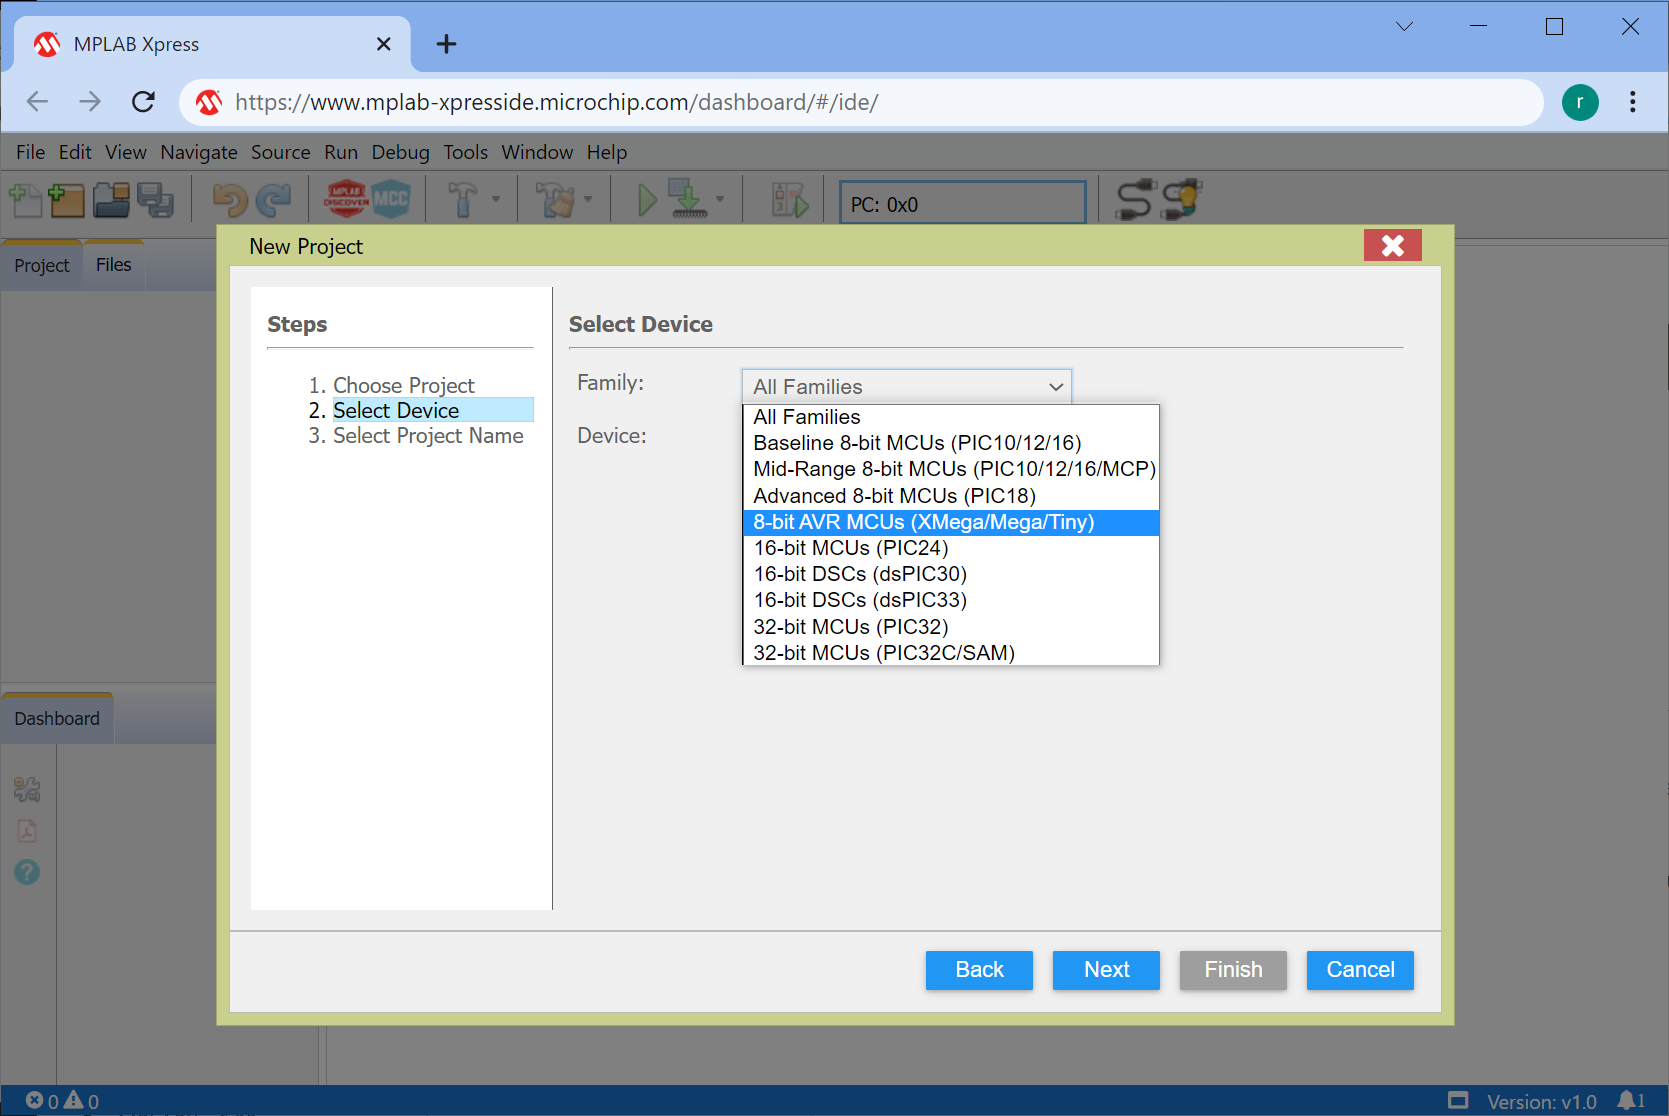 MPLAB Xpress
https://www.mplab-xpresside.microchip.com/dashboard/#/ide/
r
File Edit View Navigate Source Run Debug Tools Window Help
MPLAB DISCOVER
MCC
PC: 0x0
Project Files
New Project
Steps
1. Choose Project
2. Select Device
3. Select Project Name
Select Device
Family: All Families
Device:
All Families
Baseline 8-bit MCUs (PIC10/12/16)
Mid-Range 8-bit MCUs (PIC10/12/16/MCP)
Advanced 8-bit MCUs (PIC18)
8-bit AVR MCUs (XMega/Mega/Tiny)
16-bit MCUs (PIC24)
16-bit DSCs (dsPIC30)
16-bit DSCs (dsPIC33)
32-bit MCUs (PIC32)
32-bit MCUs (PIC32C/SAM)
Dashboard
?
Back Next Finish Cancel
0 0 Version: v1.0 1